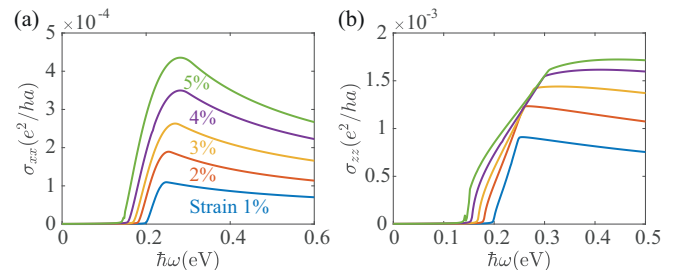 (a)
×10⁻⁴
5
4
3
2
1
0
σxx(e²/ha)
5%
4%
3%
2%
Strain 1%
0 0.2 0.4 0.6
ħω(eV)
(b)
×10⁻³
2
1.5
1
0.5
0
σzz(e²/ha)
0 0.1 0.2 0.3 0.4 0.5
ħω(eV)